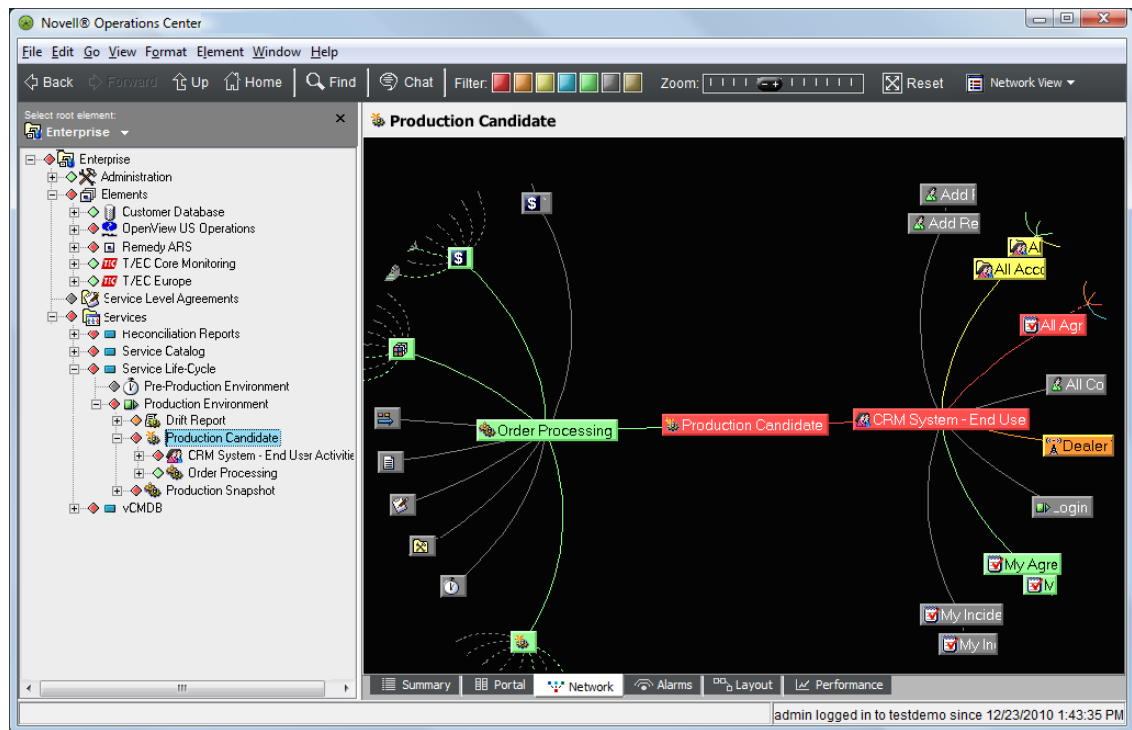 Novell® Operations Center
File Edit Go View Format Element Window Help
Back Forward Up Home Find Chat Filter: Zoom: Reset Network View
Select root element:
Enterprise
Production Candidate
Enterprise
Administration
Elements
Customer Database
OpenView US Operations
Remedy ARS
T/EC Core Monitoring
T/EC Europe
Service Level Agreements
Services
Reconciliation Reports
Service Catalog
Service Life-Cycle
Pre-Production Environment
Production Environment
Drift Report
Production Candidate
CRM System - End User Activitie
Order Processing
Production Snapshot
vCMDB
Add
Add Re
Al
All Acco
All Agr
All Co
Order Processing
Production Candidate
CRM System - End Use
Dealer
Login
My Agre
M
My Incide
My In
Summary Portal Network Alarms Layout Performance
admin logged in to testdemo since 12/23/2010 1:43:35 PM